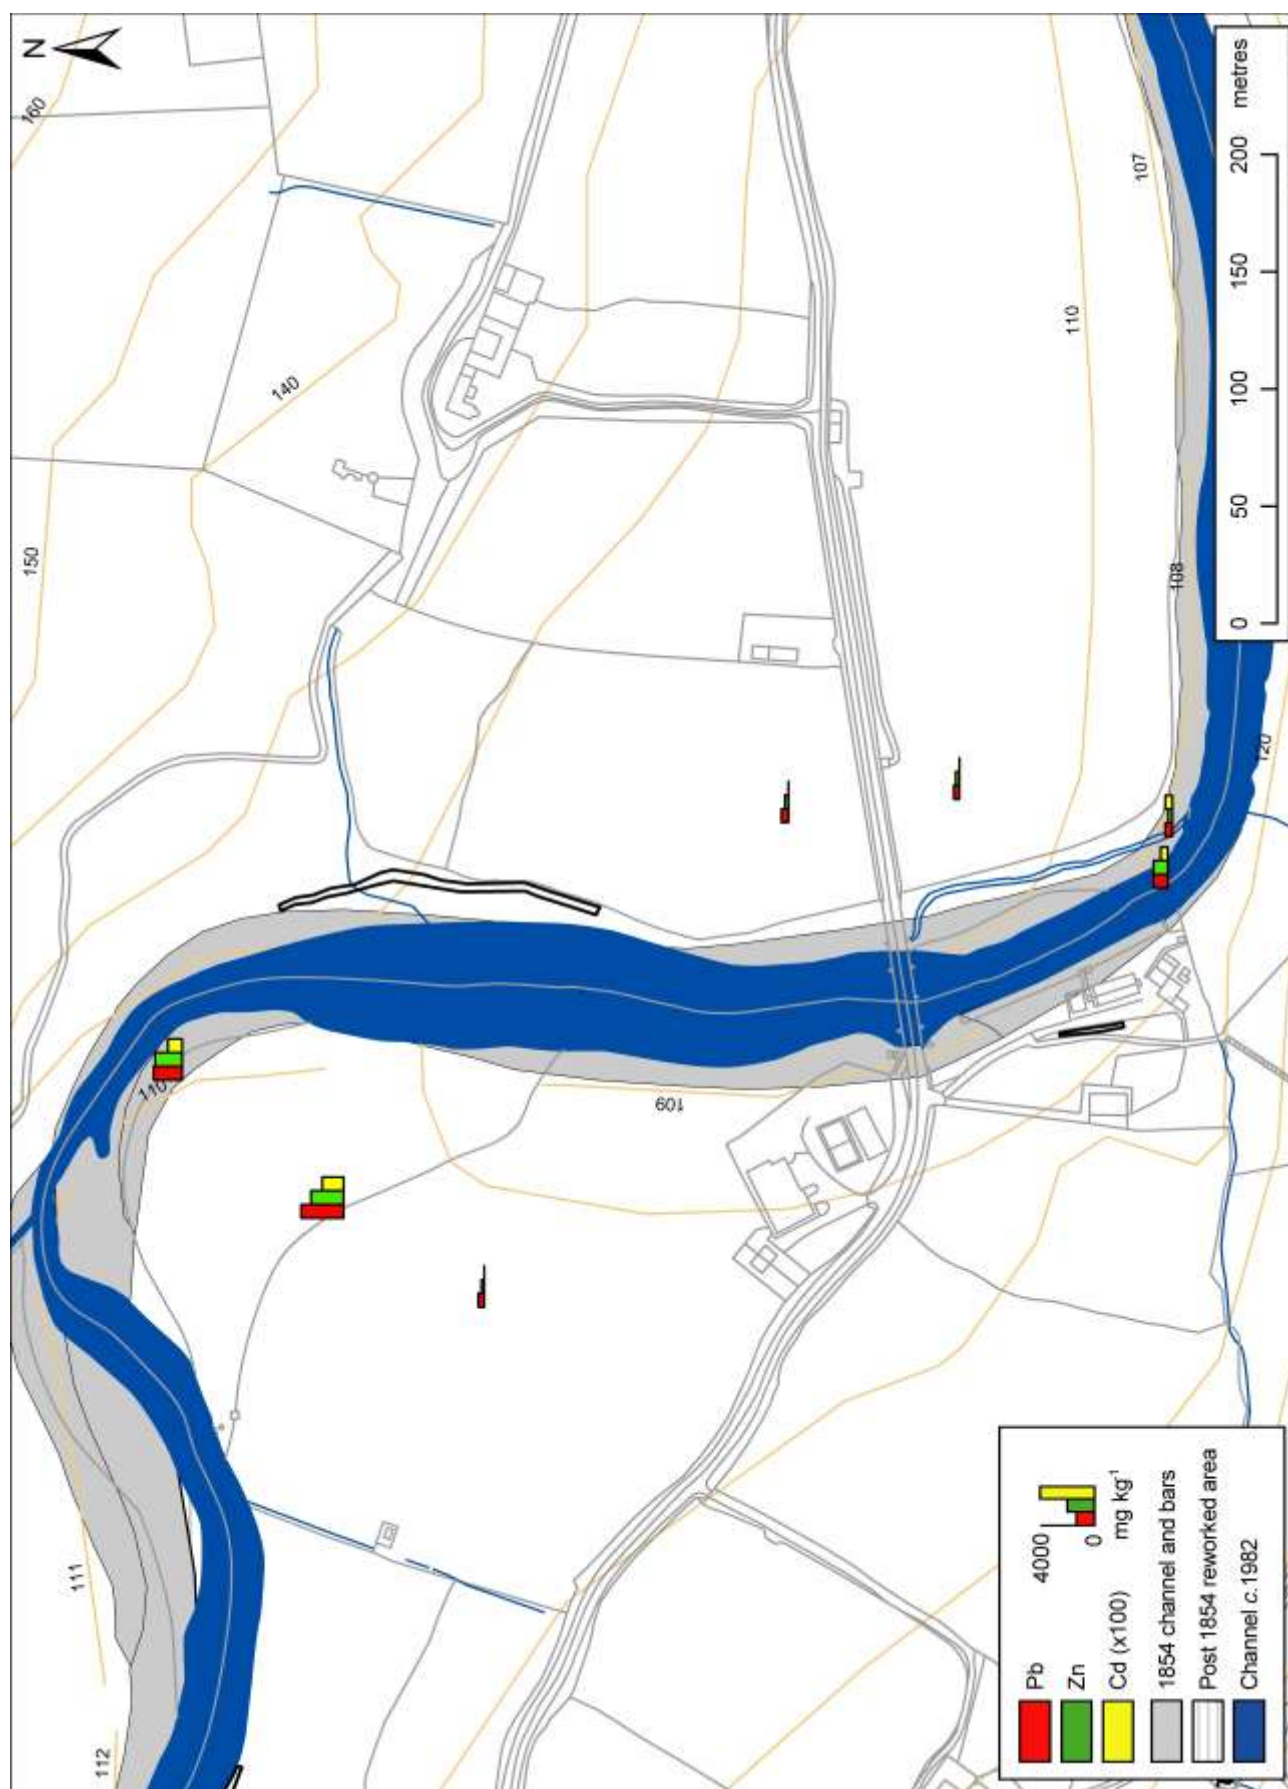 N
160
150
140
110
107
108
120
110
109
111
112
0 50 100 150 200 metres
Pb
Zn
Cd (x100)
4000
0
mg kg-1
1854 channel and bars
Post 1854 reworked area
Channel c.1982